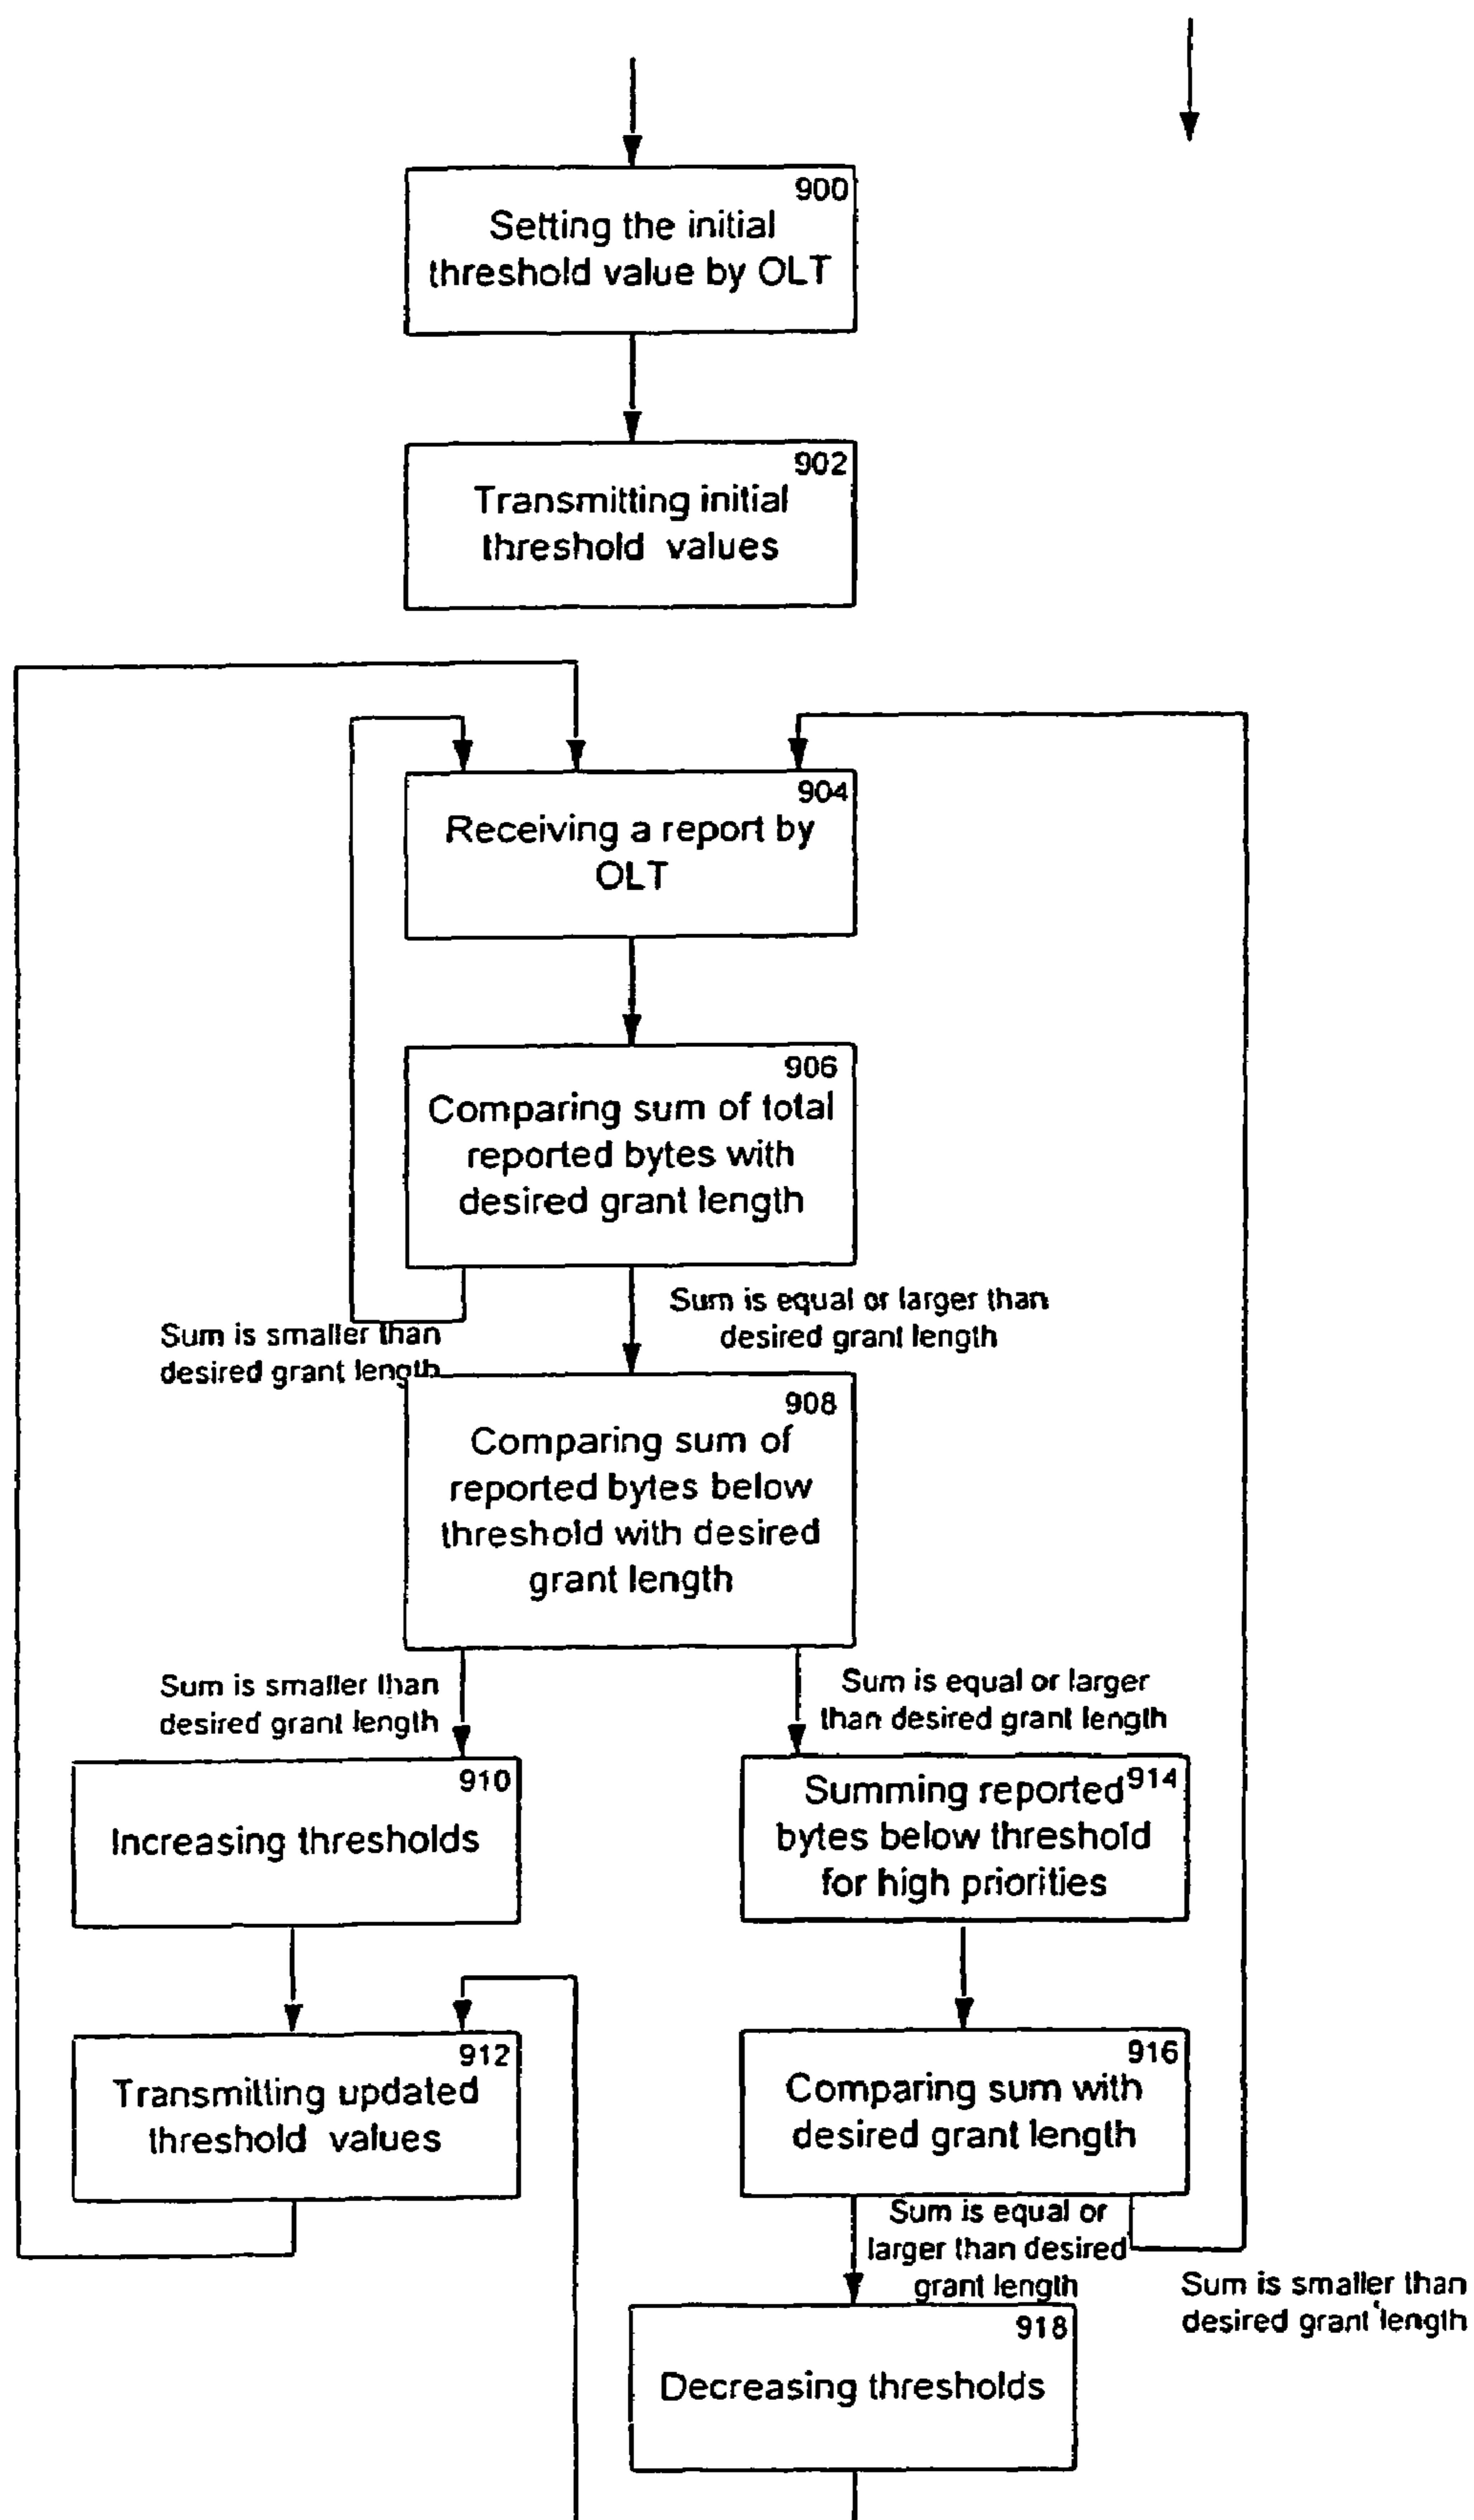 900
Setting the initial
threshold value by OLT
902
Transmitting initial
threshold values
904
Receiving a report by
OLT
906
Comparing sum of total
reported bytes with
desired grant length
Sum is equal or larger than
desired grant length
Sum is smaller than
desired grant length
908
Comparing sum of
reported bytes below
threshold with desired
grant length
Sum is smaller than
desired grant length
Sum is equal or larger
than desired grant length
910
Increasing thresholds
914
Summing reported
bytes below threshold
for high priorities
912
Transmitting updated
threshold values
916
Comparing sum with
desired grant length
Sum is equal or
larger than desired
grant length
Sum is smaller than
desired grant length
918
Decreasing thresholds